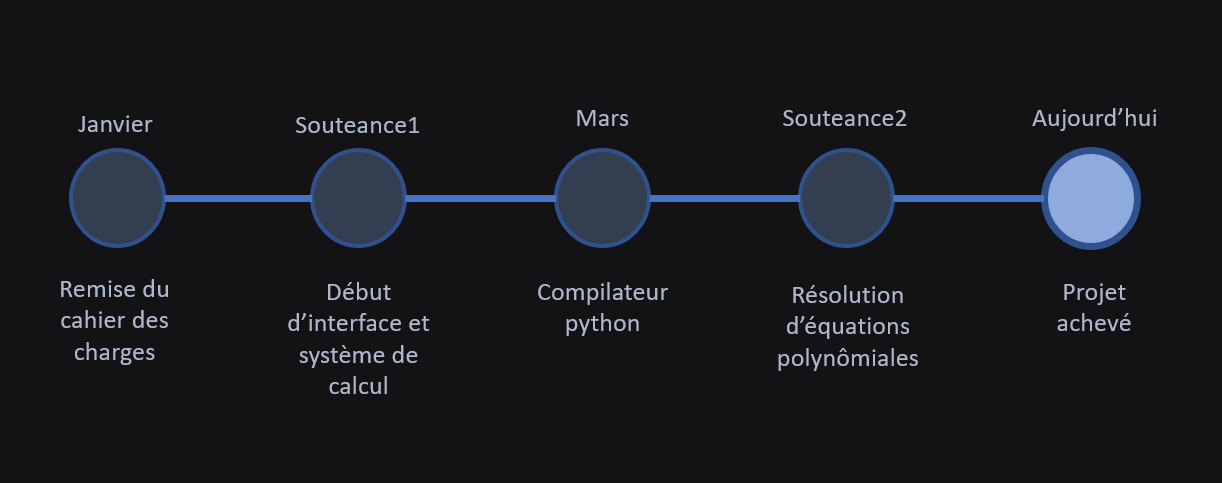 Janvier
Souteance1
Mars
Souteance2
Aujourd’hui
Remise du
cahier des
charges
Début
d’interface et
système de
calcul
Compilateur
python
Résolution
d’équations
polynômiales
Projet
achevé